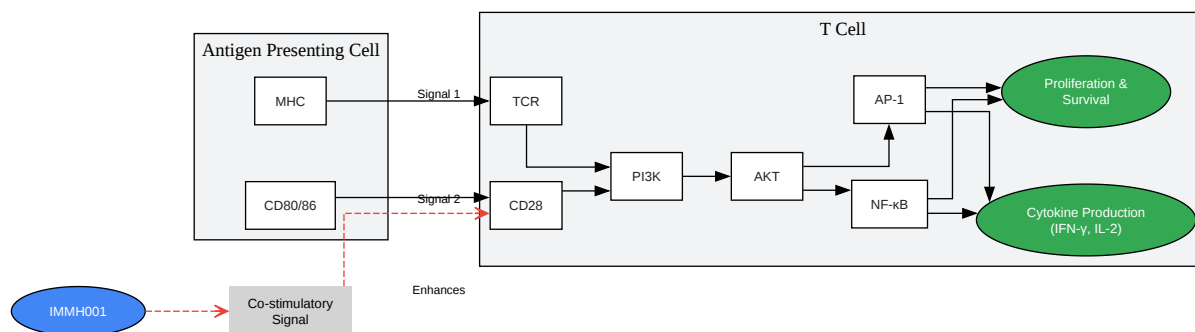 T Cell
Antigen Presenting Cell
MHC
Signal 1
TCR
AP-1
Proliferation &
Survival
PI3K
AKT
CD80/86
Signal 2
CD28
NF-κB
Cytokine Production
(IFN-γ, IL-2)
Enhances
IMMH001
Co-stimulatory
Signal